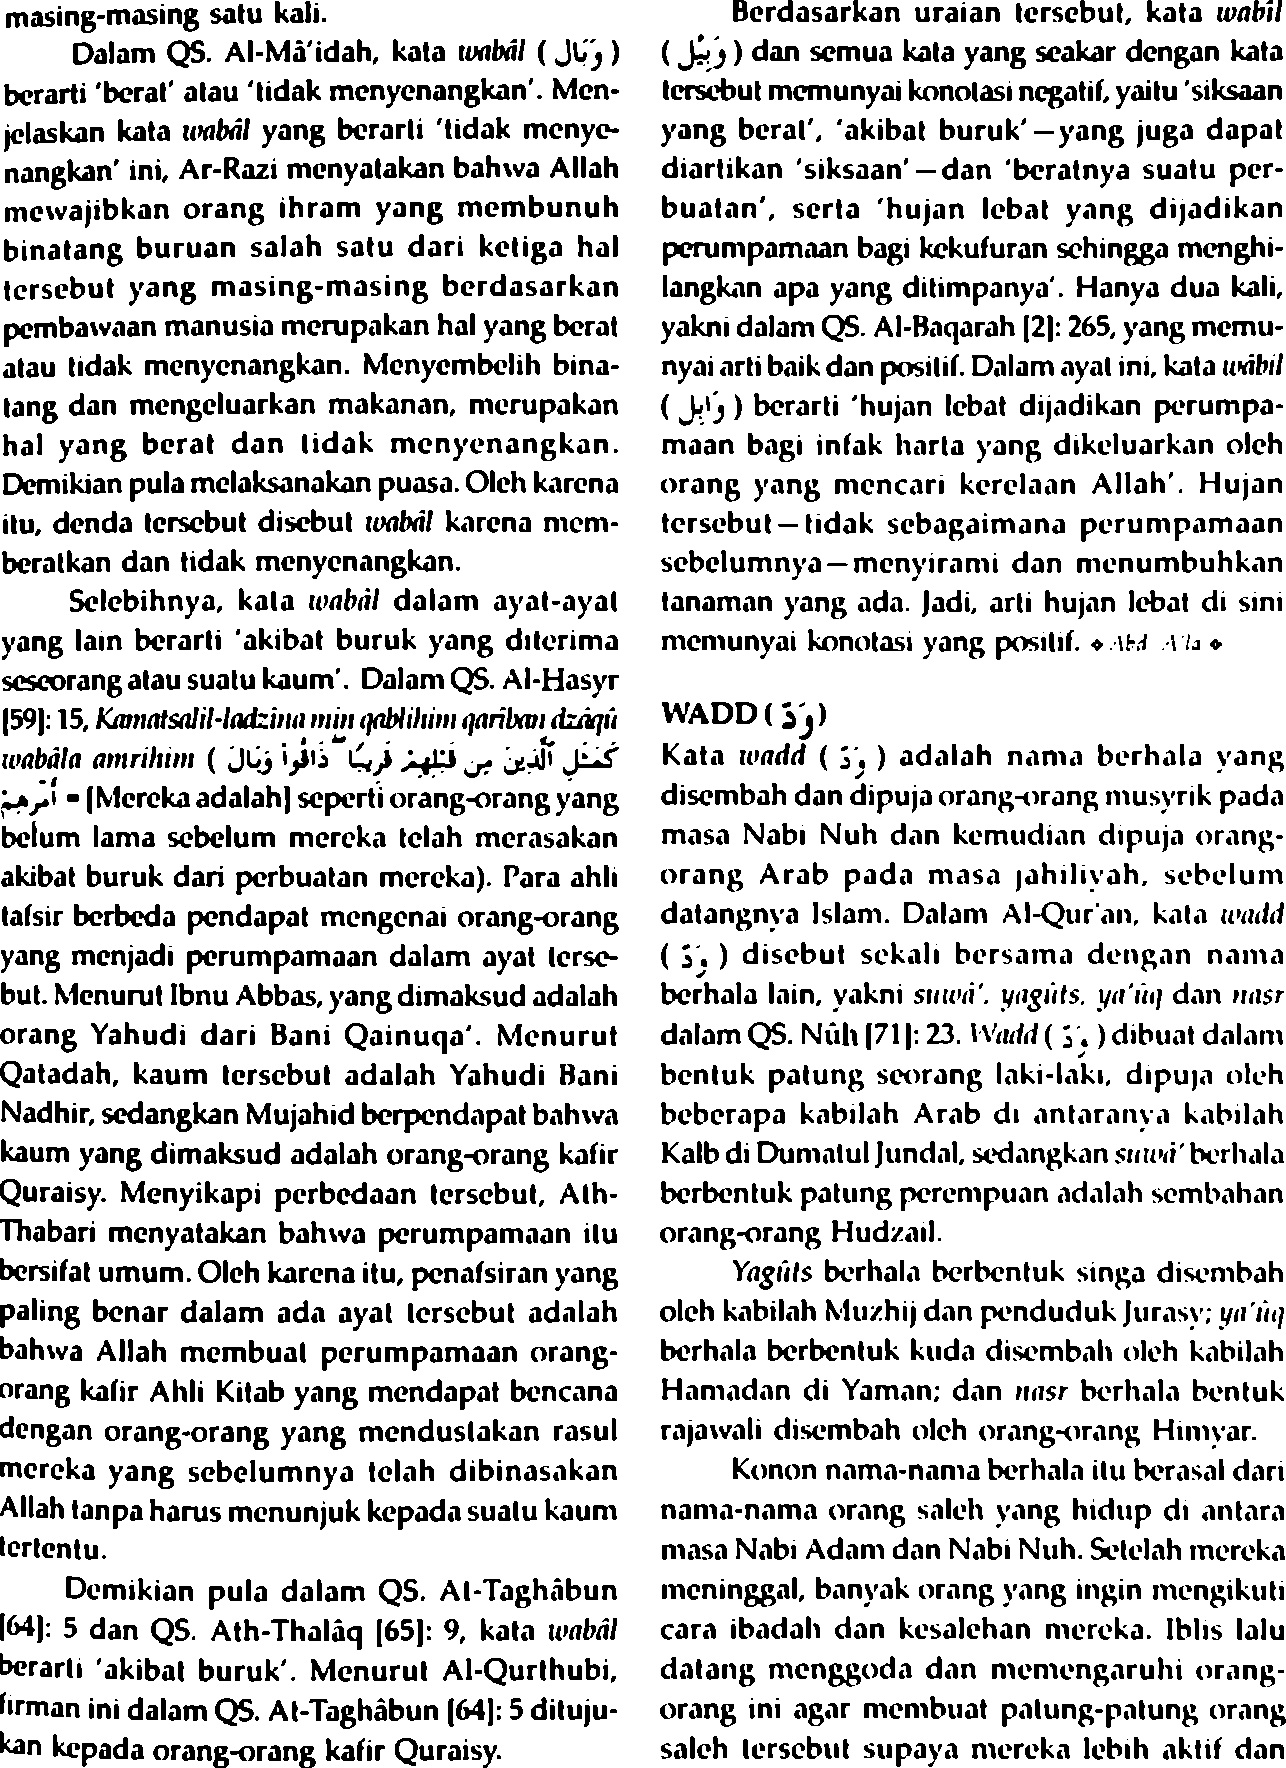 masing-masing satu kali.
Dalam QS. Al-Mâ'idah, kata wabâl ( وَبَال )
berarti 'berat' atau 'tidak menyenangkan'. Men-
jelaskan kata wabâl yang berarti 'tidak menye-
nangkan' ini, Ar-Razi menyatakan bahwa Allah
mewajibkan orang ihram yang membunuh
binatang buruan salah satu dari ketiga hal
tersebut yang masing-masing berdasarkan
pembawaan manusia merupakan hal yang berat
atau tidak menyenangkan. Menyembelih bina-
tang dan mengeluarkan makanan, merupakan
hal yang berat dan tidak menyenangkan.
Demikian pula melaksanakan puasa. Oleh karena
itu, denda tersebut disebut wabâl karena mem-
beratkan dan tidak menyenangkan.
Selebihnya, kata wabâl dalam ayat-ayat
yang lain berarti 'akibat buruk yang diterima
seseorang atau suatu kaum'. Dalam QS. Al-Hasyr
[59]: 15, Kamatsalil-ladzîna min qablihim qarîban dzâqû
wabâla amrihim ( كَمَثَلِ ٱلَّذِينَ مِن قَبْلِهِمْ قَرِيبًا ذَاقُوا۟ وَبَالَ
أَمْرِهِمْ = [Mereka adalah] seperti orang-orang yang
belum lama sebelum mereka telah merasakan
akibat buruk dari perbuatan mereka). Para ahli
tafsir berbeda pendapat mengenai orang-orang
yang menjadi perumpamaan dalam ayat terse-
but. Menurut Ibnu Abbas, yang dimaksud adalah
orang Yahudi dari Bani Qainuqa'. Menurut
Qatadah, kaum tersebut adalah Yahudi Bani
Nadhir, sedangkan Mujahid berpendapat bahwa
kaum yang dimaksud adalah orang-orang kafir
Quraisy. Menyikapi perbedaan tersebut, Ath-
Thabari menyatakan bahwa perumpamaan itu
bersifat umum. Oleh karena itu, penafsiran yang
paling benar dalam ada ayat tersebut adalah
bahwa Allah membuat perumpamaan orang-
orang kafir Ahli Kitab yang mendapat bencana
dengan orang-orang yang mendustakan rasul
mereka yang sebelumnya telah dibinasakan
Allah tanpa harus menunjuk kepada suatu kaum
tertentu.
Demikian pula dalam QS. At-Taghâbun
[64]: 5 dan QS. Ath-Thalâq [65]: 9, kata wabâl
berarti 'akibat buruk'. Menurut Al-Qurthubi,
firman ini dalam QS. At-Taghâbun [64]: 5 dituju-
kan kepada orang-orang kafir Quraisy.
Berdasarkan uraian tersebut, kata wabîl
( وَبِيْل ) dan semua kata yang seakar dengan kata
tersebut memunyai konotasi negatif, yaitu 'siksaan
yang berat', 'akibat buruk'—yang juga dapat
diartikan 'siksaan'—dan 'beratnya suatu per-
buatan', serta 'hujan lebat yang dijadikan
perumpamaan bagi kekufuran sehingga menghi-
langkan apa yang ditimpanya'. Hanya dua kali,
yakni dalam QS. Al-Baqarah [2]: 265, yang memu-
nyai arti baik dan positif. Dalam ayat ini, kata wâbil
( وَابِل ) berarti 'hujan lebat dijadikan perumpa-
maan bagi infak harta yang dikeluarkan oleh
orang yang mencari kerelaan Allah'. Hujan
tersebut—tidak sebagaimana perumpamaan
sebelumnya—menyirami dan menumbuhkan
tanaman yang ada. Jadi, arti hujan lebat di sini
memunyai konotasi yang positif. ❖ Abd A'la ❖
WADD ( وَدّ )
Kata wadd ( وَدّ ) adalah nama berhala yang
disembah dan dipuja orang-orang musyrik pada
masa Nabi Nuh dan kemudian dipuja orang-
orang Arab pada masa jahiliyah, sebelum
datangnya Islam. Dalam Al-Qur'an, kata wadd
( وَدّ ) disebut sekali bersama dengan nama
berhala lain, yakni suwâ', yagûts, ya'ûq dan nasr
dalam QS. Nûh [71]: 23. Wadd ( وَدّ ) dibuat dalam
bentuk patung seorang laki-laki, dipuja oleh
beberapa kabilah Arab di antaranya kabilah
Kalb di Dumatul Jundal, sedangkan suwâ' berhala
berbentuk patung perempuan adalah sembahan
orang-orang Hudzail.
Yagûts berhala berbentuk singa disembah
oleh kabilah Muzhij dan penduduk Jurasy; ya'ûq
berhala berbentuk kuda disembah oleh kabilah
Hamadan di Yaman; dan nasr berhala bentuk
rajawali disembah oleh orang-orang Himyar.
Konon nama-nama berhala itu berasal dari
nama-nama orang saleh yang hidup di antara
masa Nabi Adam dan Nabi Nuh. Setelah mereka
meninggal, banyak orang yang ingin mengikuti
cara ibadah dan kesalehan mereka. Iblis lalu
datang menggoda dan memengaruhi orang-
orang ini agar membuat patung-patung orang
saleh tersebut supaya mereka lebih aktif dan